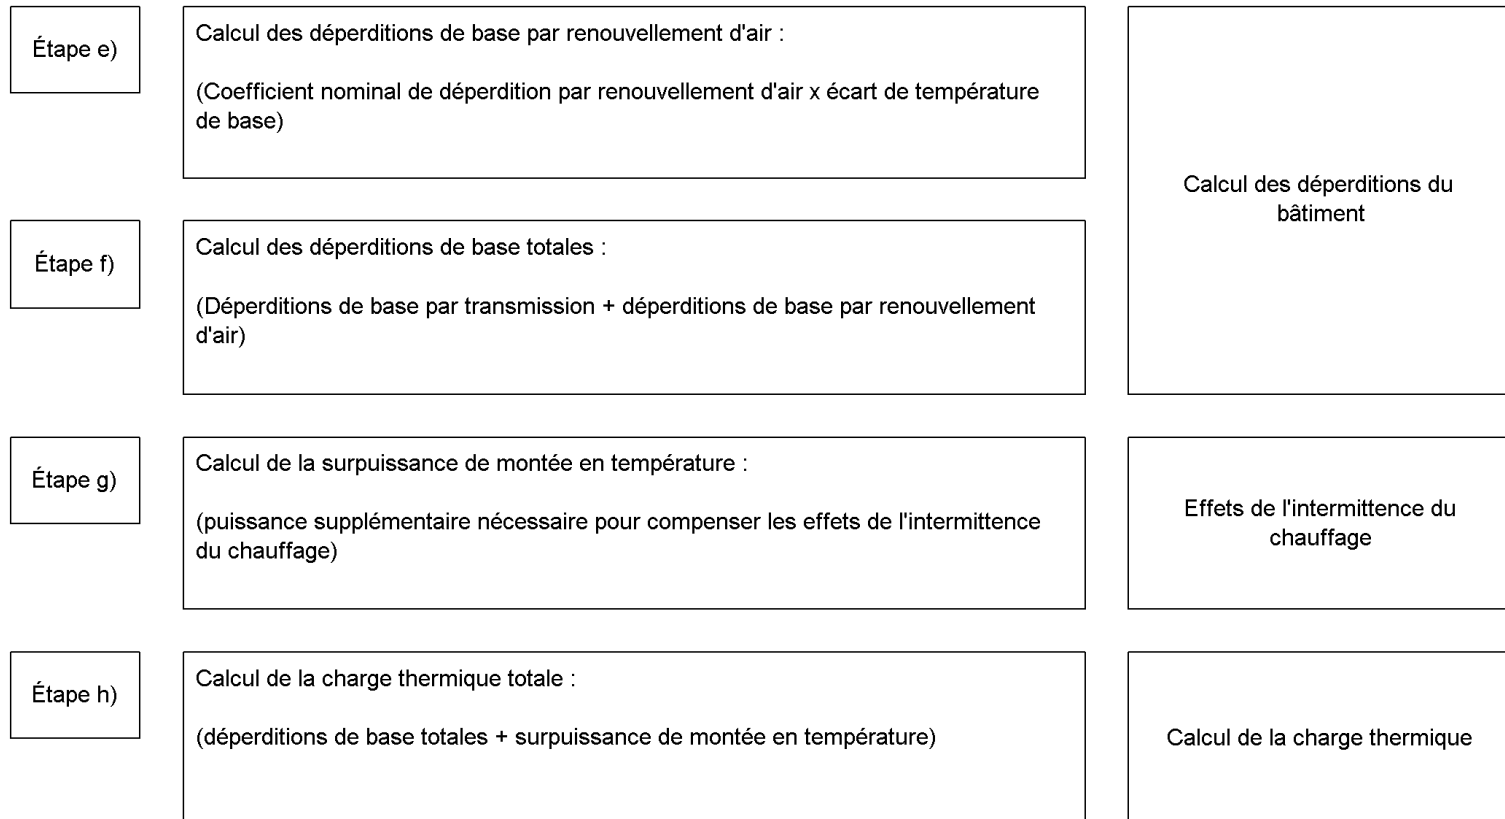 Étape e)
Calcul des déperditions de base par renouvellement d'air :
(Coefficient nominal de déperdition par renouvellement d'air x écart de température
de base)
Calcul des déperditions du
bâtiment
Étape f)
Calcul des déperditions de base totales :
(Déperditions de base par transmission + déperditions de base par renouvellement
d'air)
Étape g)
Calcul de la surpuissance de montée en température :
(puissance supplémentaire nécessaire pour compenser les effets de l'intermittence
du chauffage)
Effets de l'intermittence du
chauffage
Étape h)
Calcul de la charge thermique totale :
(déperditions de base totales + surpuissance de montée en température)
Calcul de la charge thermique